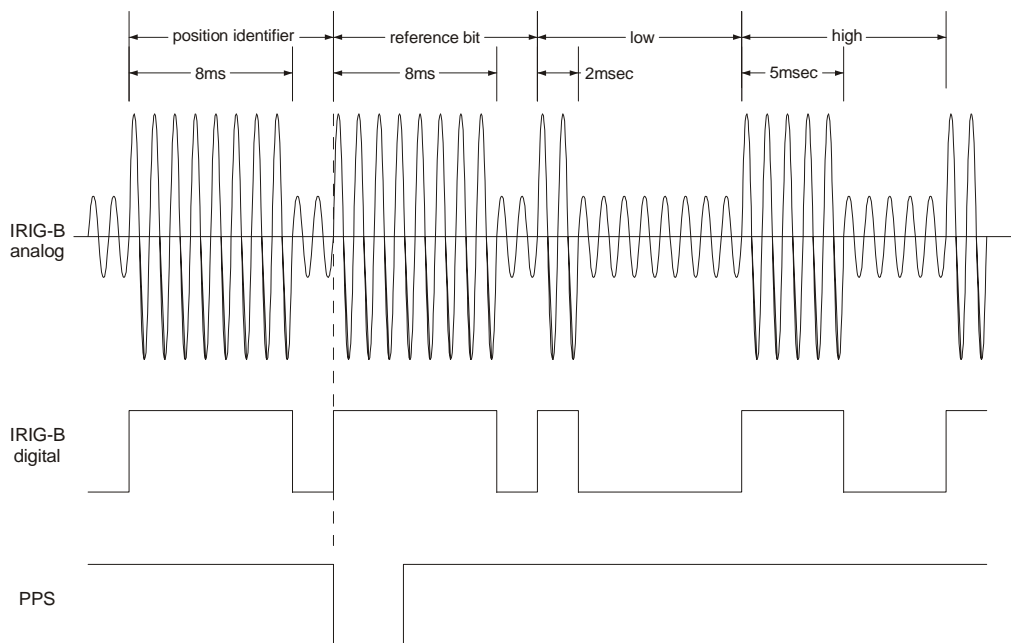 position identifier
reference bit
low
high
8ms
8ms
2msec
5msec
IRIG-B
analog
IRIG-B
digital
PPS